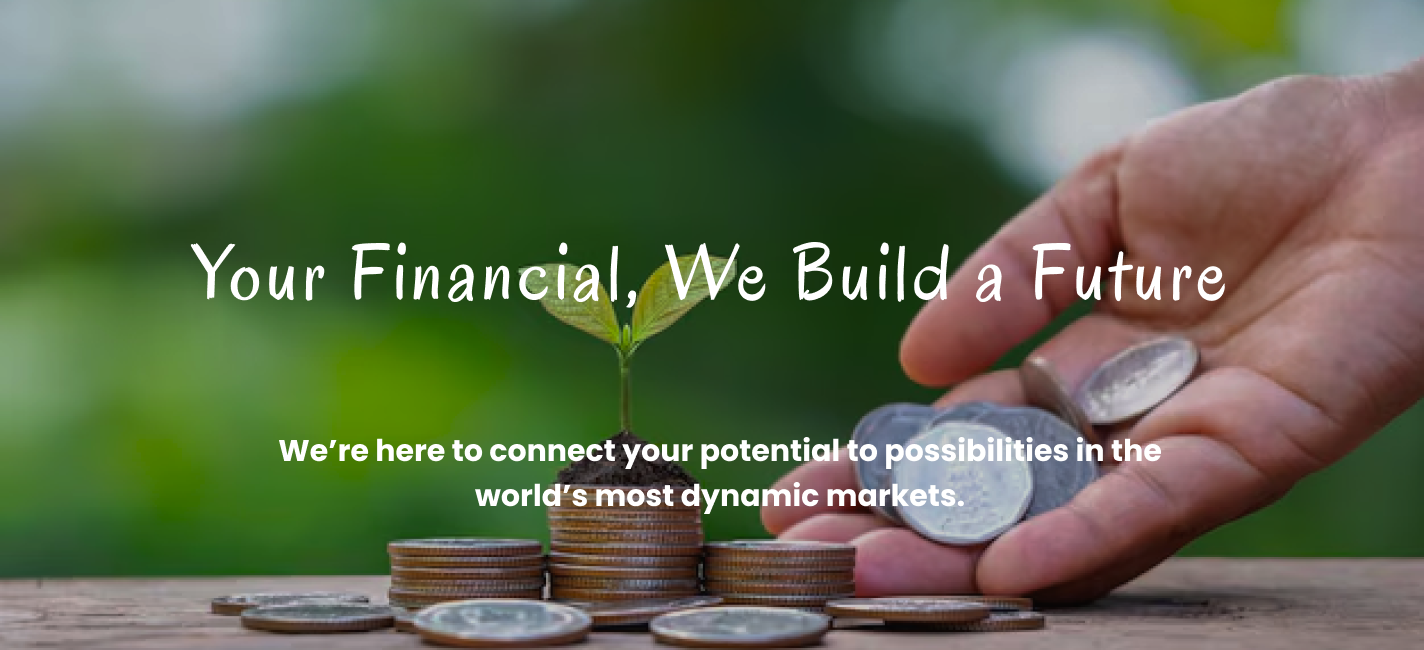 Your Financial, We Build a Future
We’re here to connect your potential to possibilities in the
world’s most dynamic markets.